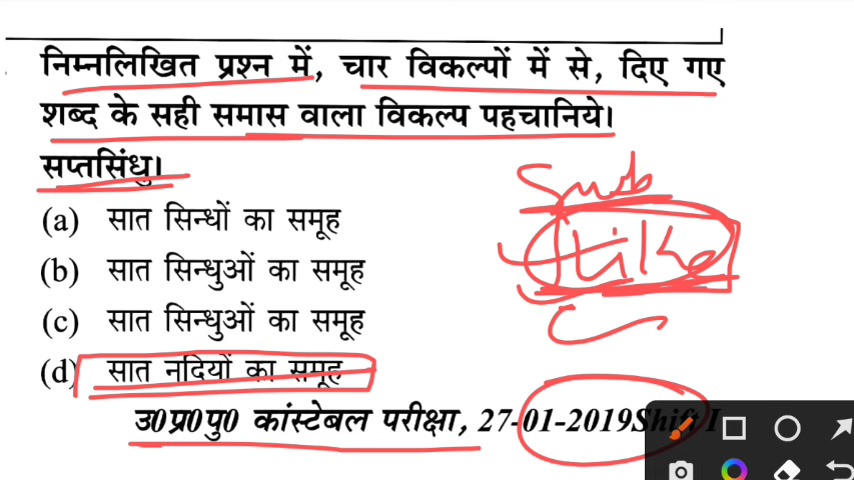 निम्नलिखित प्रश्न में, चार विकल्पों में से, दिए गए
शब्द के सही समास वाला विकल्प पहचानिये।
सप्तसिंधु।
(a) सात सिन्धों का समूह
(b) सात सिन्धुओं का समूह
(c) सात सिन्धुओं का समूह
(d) सात नदियों का समूह
उ0प्र0पु0 कांस्टेबल परीक्षा, 27-01-2019Shift I
like